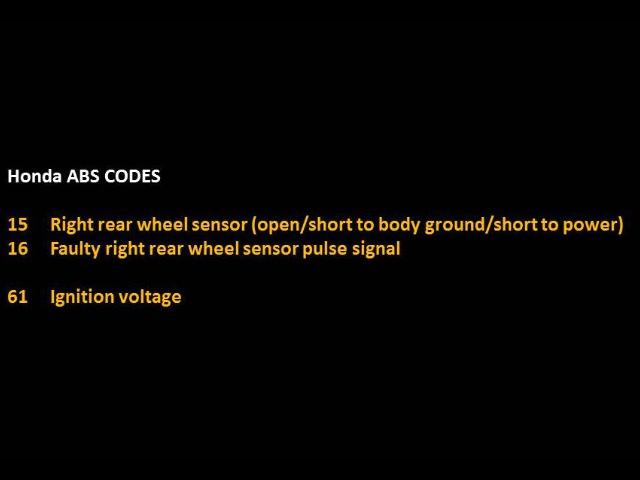 Honda ABS CODES
15 Right rear wheel sensor (open/short to body ground/short to power)
16 Faulty right rear wheel sensor pulse signal
61 Ignition voltage